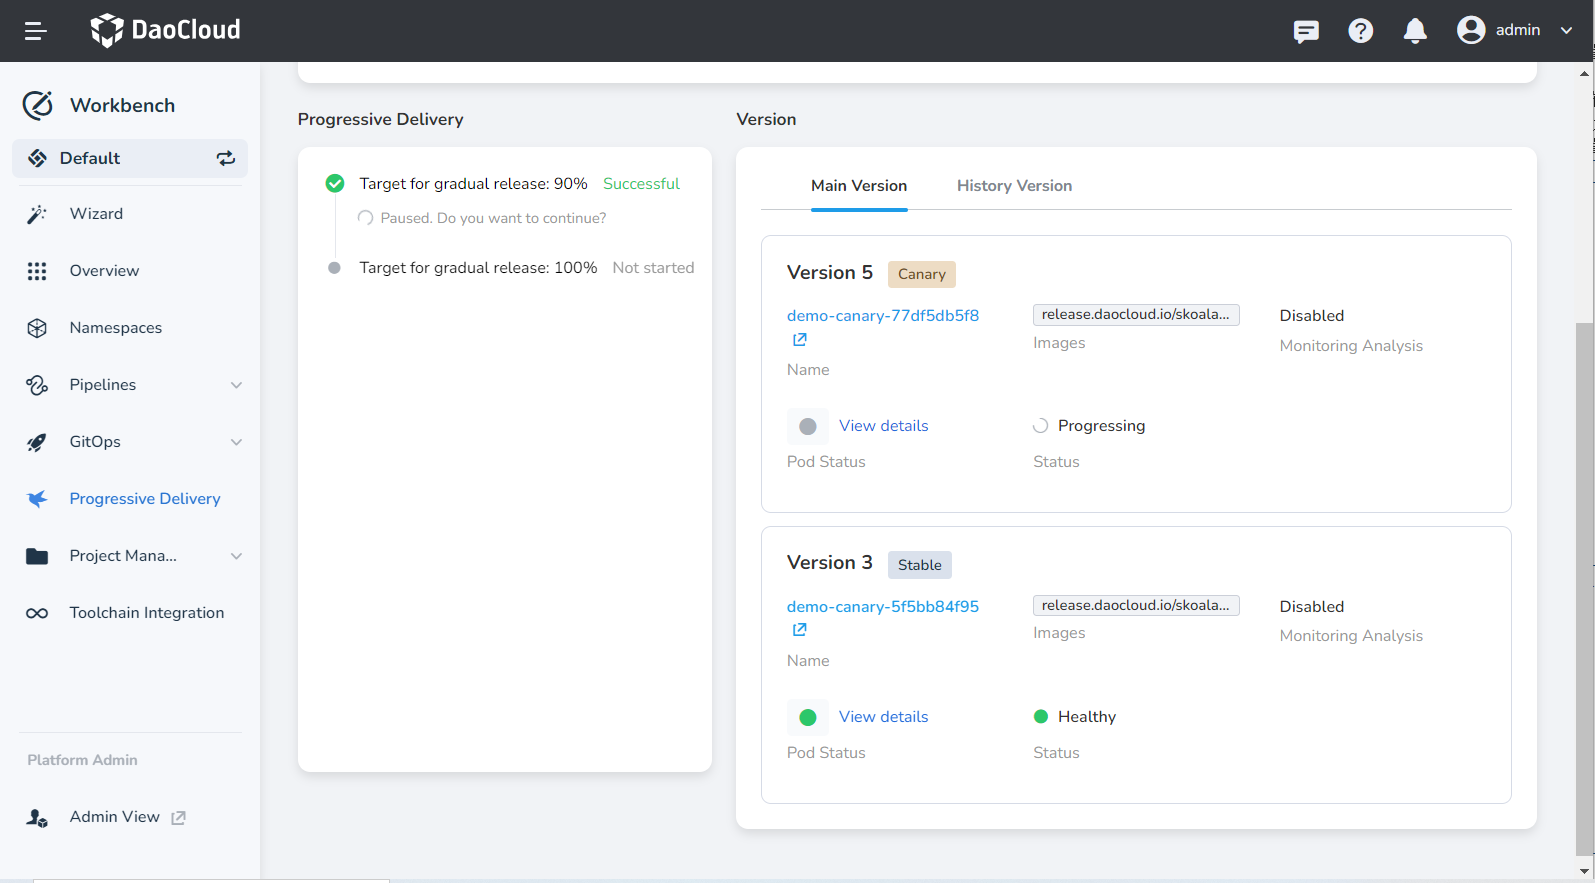 DaoCloud
admin
Workbench
Default
Wizard
Overview
Namespaces
Pipelines
GitOps
Progressive Delivery
Project Mana...
Toolchain Integration
Platform Admin
Admin View
Progressive Delivery
Target for gradual release: 90% Successful
Paused. Do you want to continue?
Target for gradual release: 100% Not started
Version
Main Version History Version
Version 5 Canary
demo-canary-77df5db5f8 release.daocloud.io/skoala... Disabled
Name Images Monitoring Analysis
View details Progressing
Pod Status Status
Version 3 Stable
demo-canary-5f5bb84f95 release.daocloud.io/skoala... Disabled
Name Images Monitoring Analysis
View details Healthy
Pod Status Status